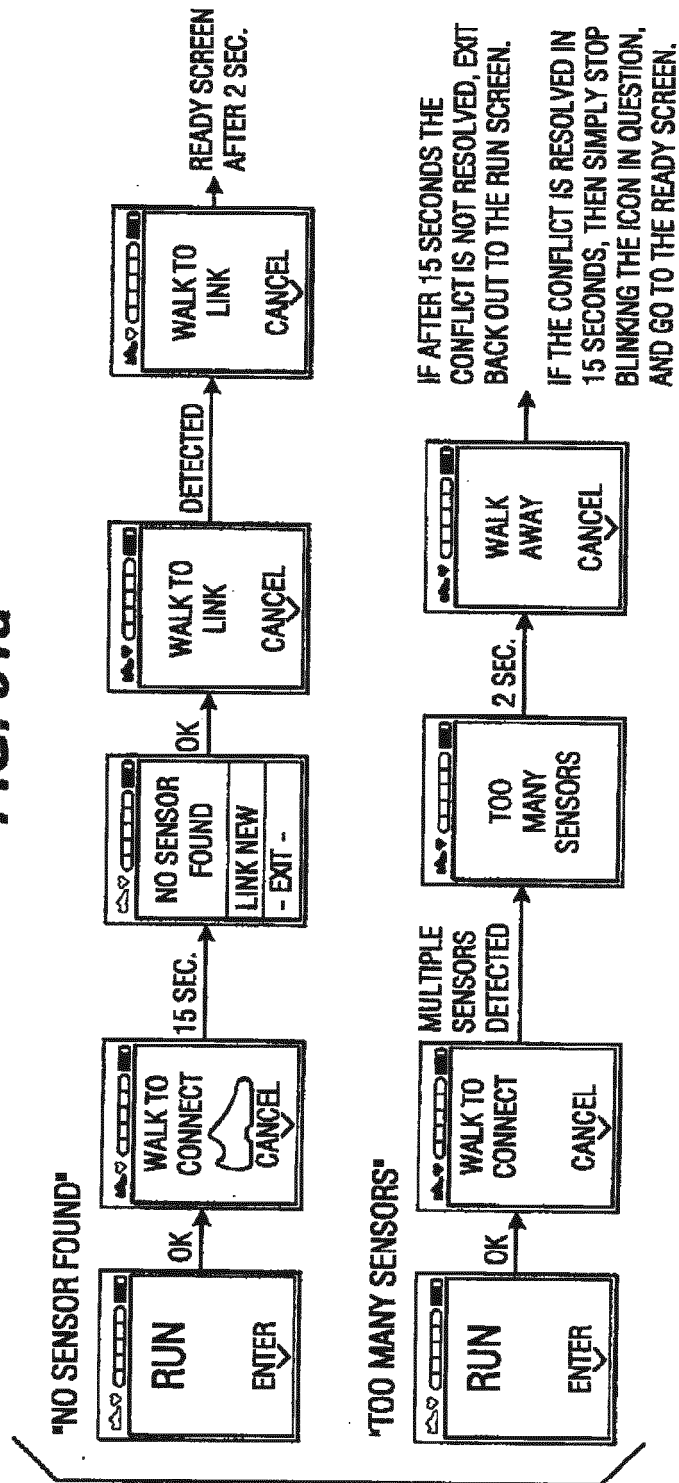 "NO SENSOR FOUND"
RUN
ENTER
OK
WALK TO
CONNECT
CANCEL
15 SEC.
NO SENSOR
FOUND
LINK NEW
- EXIT -
OK
WALK TO
LINK
CANCEL
DETECTED
WALK TO
LINK
CANCEL
READY SCREEN
AFTER 2 SEC.
"TOO MANY SENSORS"
RUN
ENTER
OK
WALK TO
CONNECT
CANCEL
MULTIPLE
SENSORS
DETECTED
TOO
MANY
SENSORS
2 SEC.
WALK
AWAY
CANCEL
IF AFTER 15 SECONDS THE
CONFLICT IS NOT RESOLVED, EXIT
BACK OUT TO THE RUN SCREEN.
IF THE CONFLICT IS RESOLVED IN
15 SECONDS, THEN SIMPLY STOP
BLINKING THE ICON IN QUESTION,
AND GO TO THE READY SCREEN.